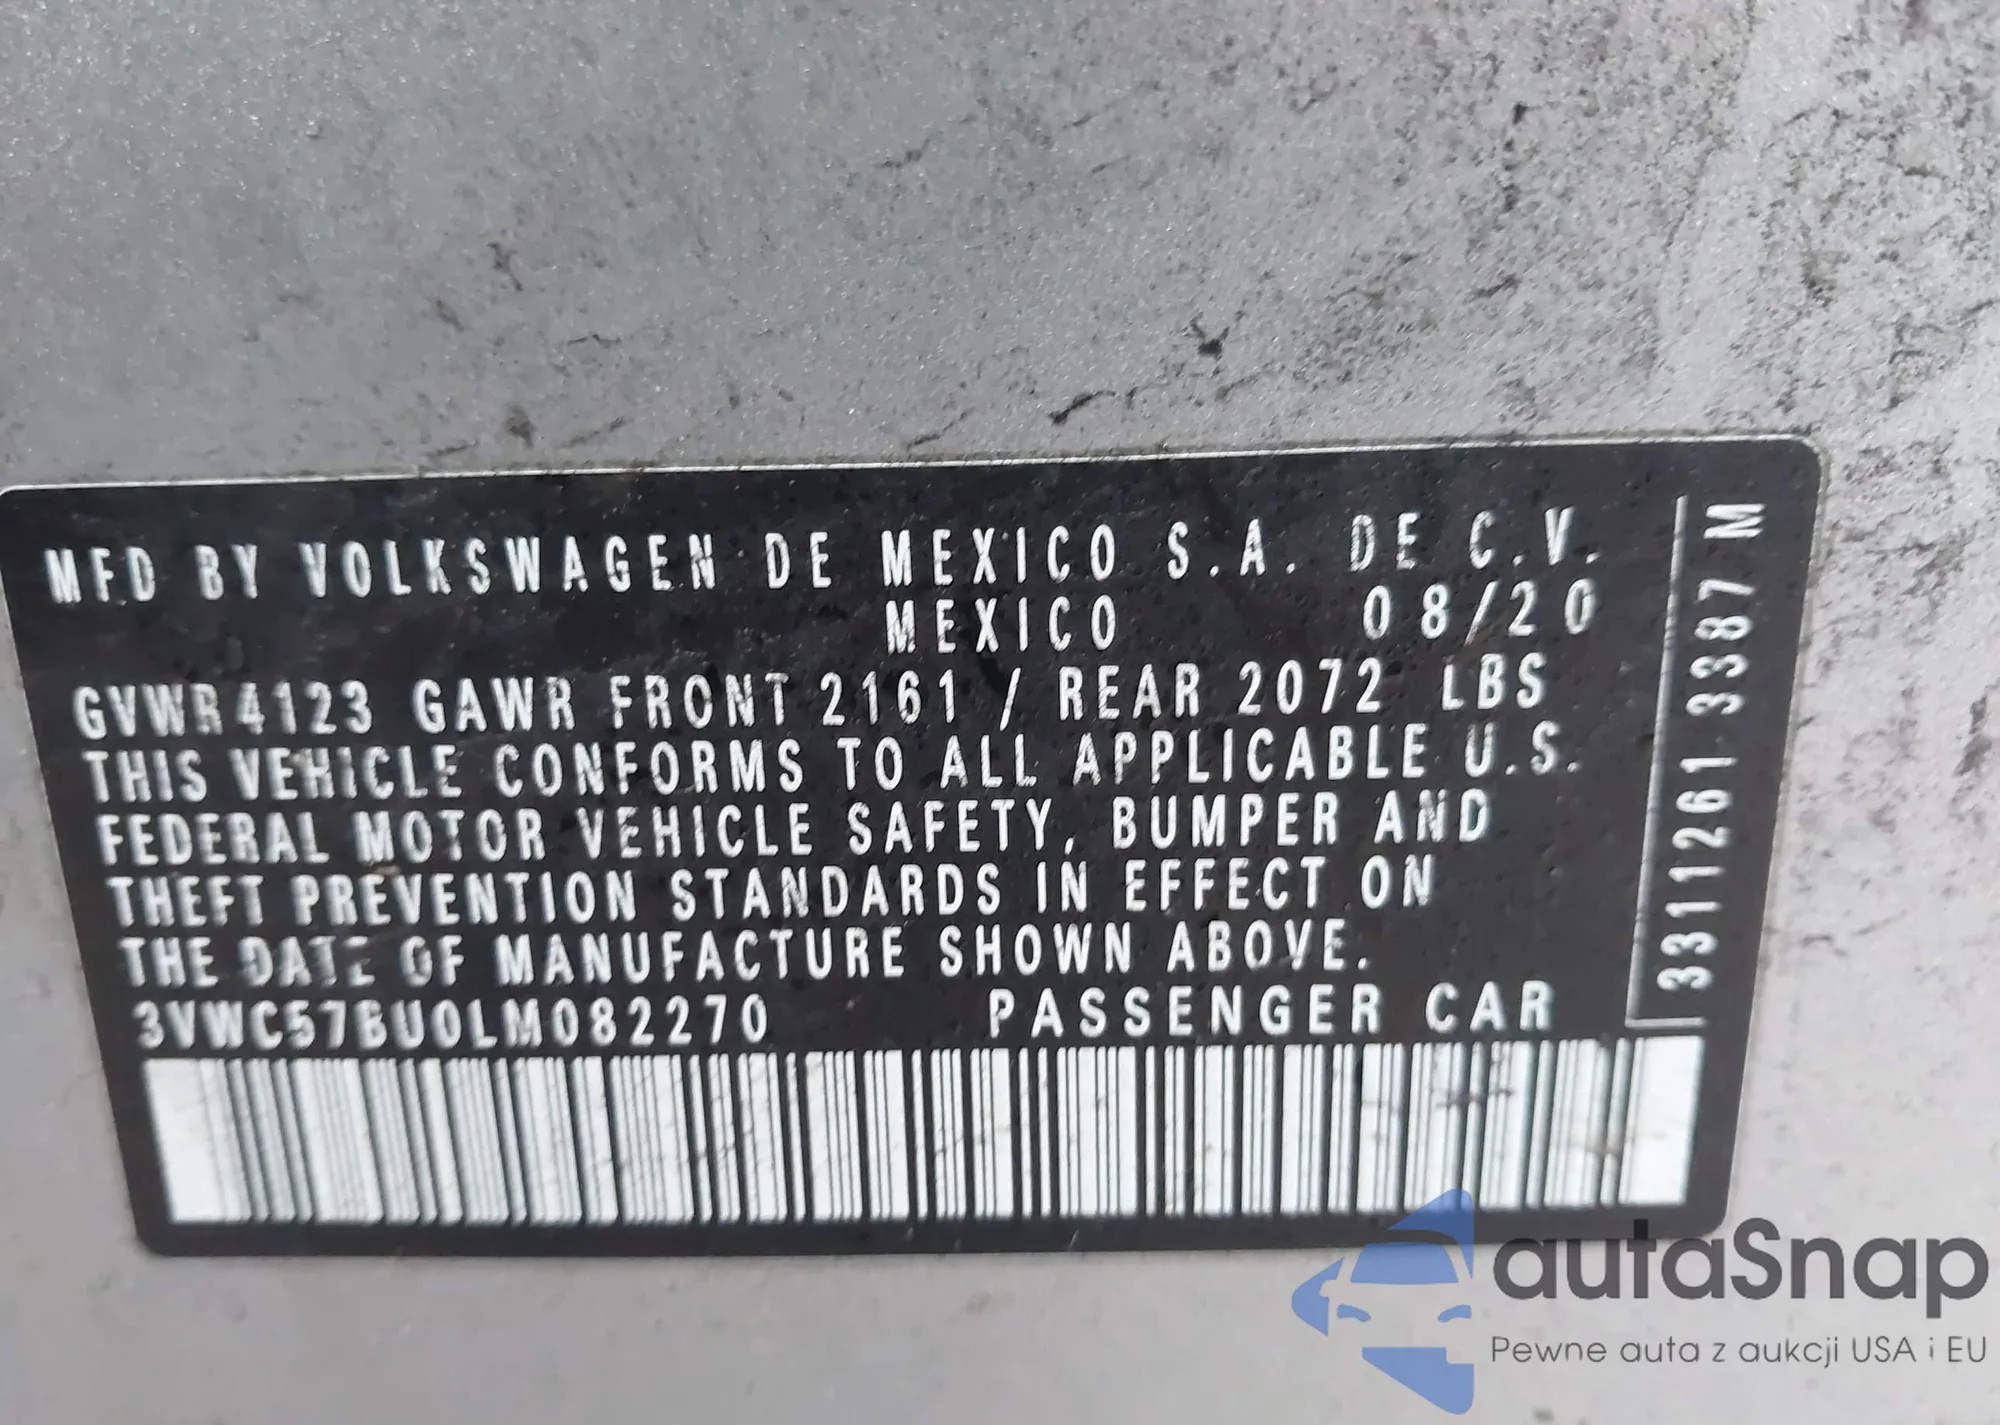 MFD BY VOLKSWAGEN DE MEXICO S.A. DE C.V.
MEXICO 08/20
GVWR 4123 GAWR FRONT 2161 / REAR 2072 LBS
THIS VEHICLE CONFORMS TO ALL APPLICABLE U.S.
FEDERAL MOTOR VEHICLE SAFETY, BUMPER AND
THEFT PREVENTION STANDARDS IN EFFECT ON
THE DATE OF MANUFACTURE SHOWN ABOVE.
3VWC57BU0LM082270 PASSENGER CAR
3311261 3387 M
autaSnap
Pewne auta z aukcji USA i EU